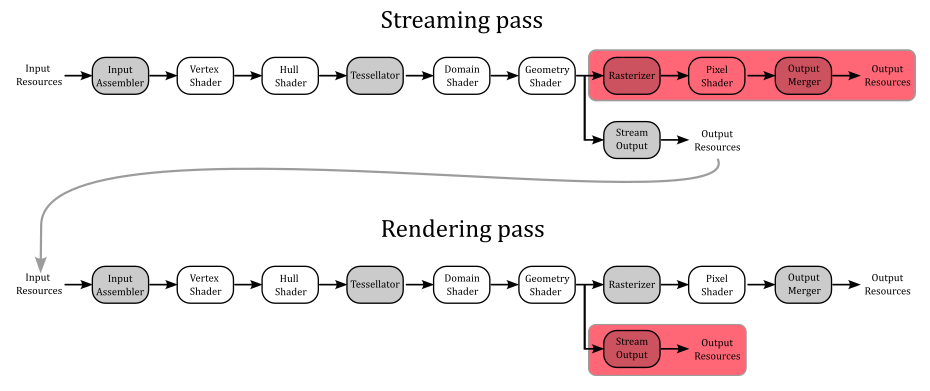 Streaming pass
Input
Resources
Input
Assembler
Vertex
Shader
Hull
Shader
Tessellator
Domain
Shader
Geometry
Shader
Rasterizer
Pixel
Shader
Output
Merger
Output
Resources
Stream
Output
Output
Resources
Rendering pass
Input
Resources
Input
Assembler
Vertex
Shader
Hull
Shader
Tessellator
Domain
Shader
Geometry
Shader
Rasterizer
Pixel
Shader
Output
Merger
Output
Resources
Stream
Output
Output
Resources